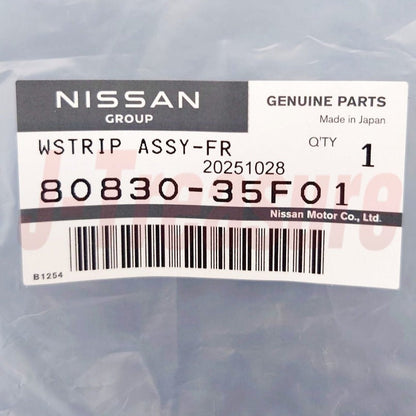 NISSAN
GROUP
GENUINE PARTS
Made in Japan
WSTRIP ASSY-FR
Q'TY 1
20251028
80830-35F01
Nissan Motor Co., Ltd.
B1254
J-Treasure